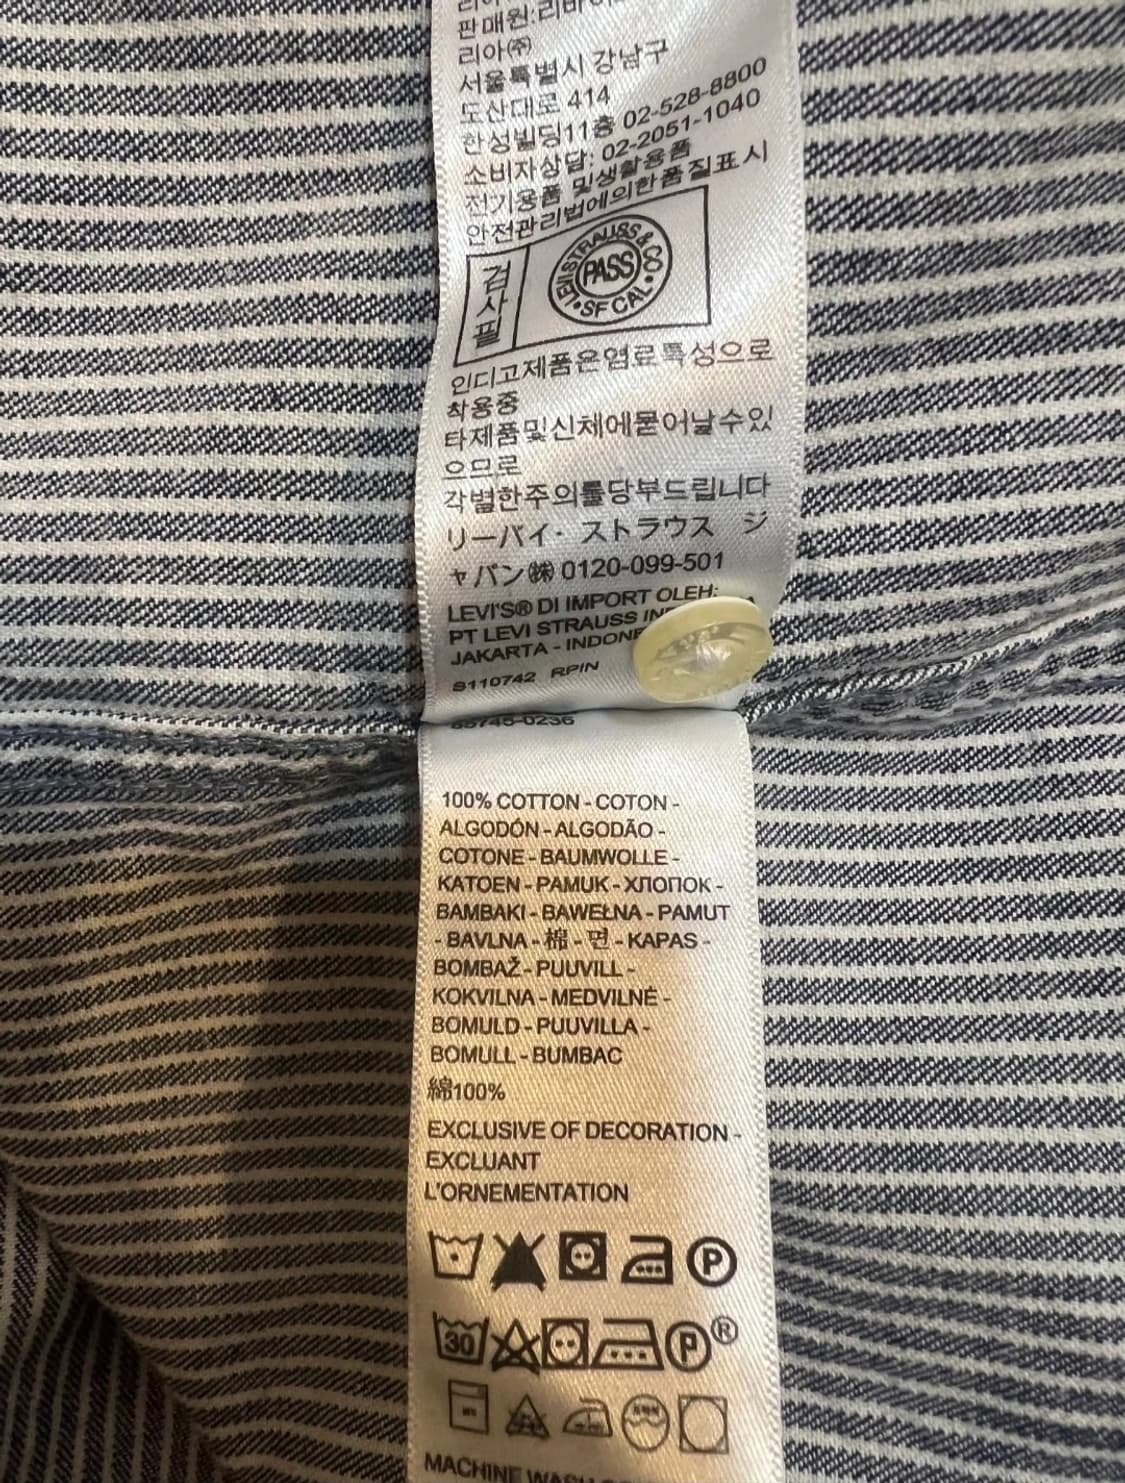 판매원:리바이
리아(주)
서울특별시 강남구
도산대로 414
한성빌딩11층 02-528-8800
소비자상담: 02-2051-1040
전기용품 및생활용품
안전관리법에의한품질표시
검사필
LEVI STRAUSS & CO
PASS
SF CAL
인디고제품은염료특성으로
착용중
타제품및신체에묻어날수있
으므로
각별한주의를당부드립니다
リーバイ· ストラウス ジ
ャパン㈱ 0120-099-501
LEVI'S® DI IMPORT OLEH:
PT LEVI STRAUSS
JAKARTA -
S110742 RPIN
85745-0236
100% COTTON - COTON -
ALGODÓN - ALGODÃO -
COTONE - BAUMWOLLE -
KATOEN - PAMUK - ХЛОПОК -
BAMBAKI - BAWEŁNA - PAMUT
- BAVLNA - 棉 - 면 - KAPAS -
BOMBAŽ - PUUVILL -
KOKVILNA - MEDVILNĖ -
BOMULD - PUUVILLA -
BOMULL - BUMBAC
綿100%
EXCLUSIVE OF DECORATION -
EXCLUANT
L'ORNEMENTATION
P
30 P ®
MACHINE WASH